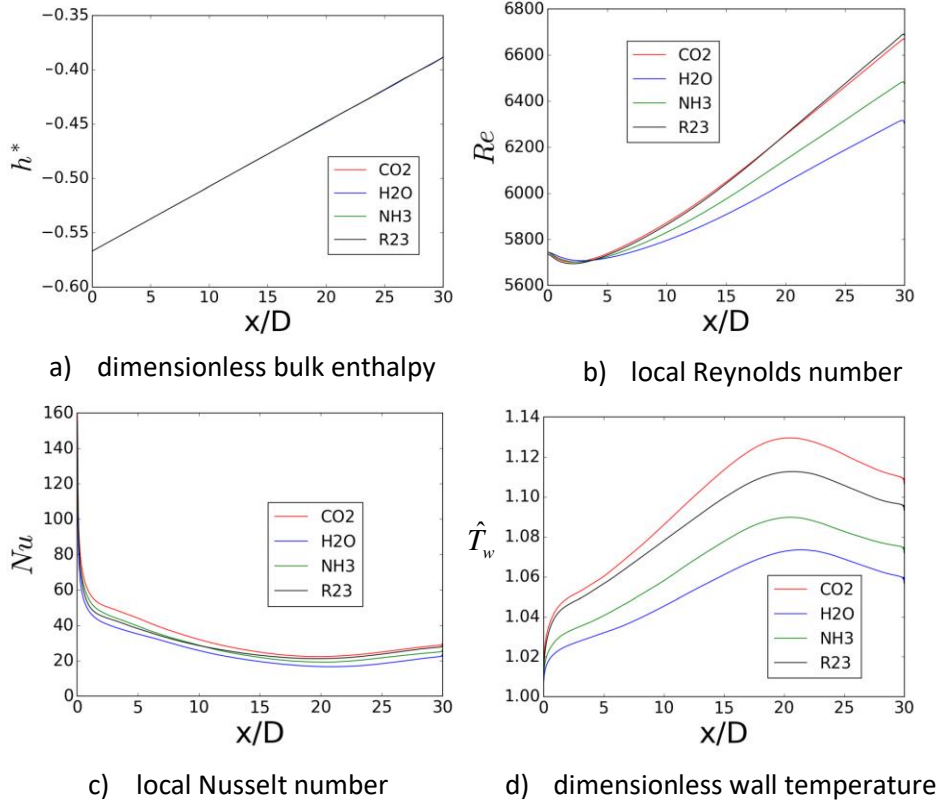 −0.35
−0.40
−0.45
−0.50
−0.55
−0.60
h*
0 5 10 15 20 25 30
x/D
CO2
H2O
NH3
R23
a) dimensionless bulk enthalpy
6800
6600
6400
6200
6000
5800
5600
Re
0 5 10 15 20 25 30
x/D
CO2
H2O
NH3
R23
b) local Reynolds number
160
140
120
100
80
60
40
20
0
Nu
0 5 10 15 20 25 30
x/D
CO2
H2O
NH3
R23
c) local Nusselt number
1.14
1.12
1.10
1.08
1.06
1.04
1.02
1.00
T̂w
0 5 10 15 20 25 30
x/D
CO2
H2O
NH3
R23
d) dimensionless wall temperature